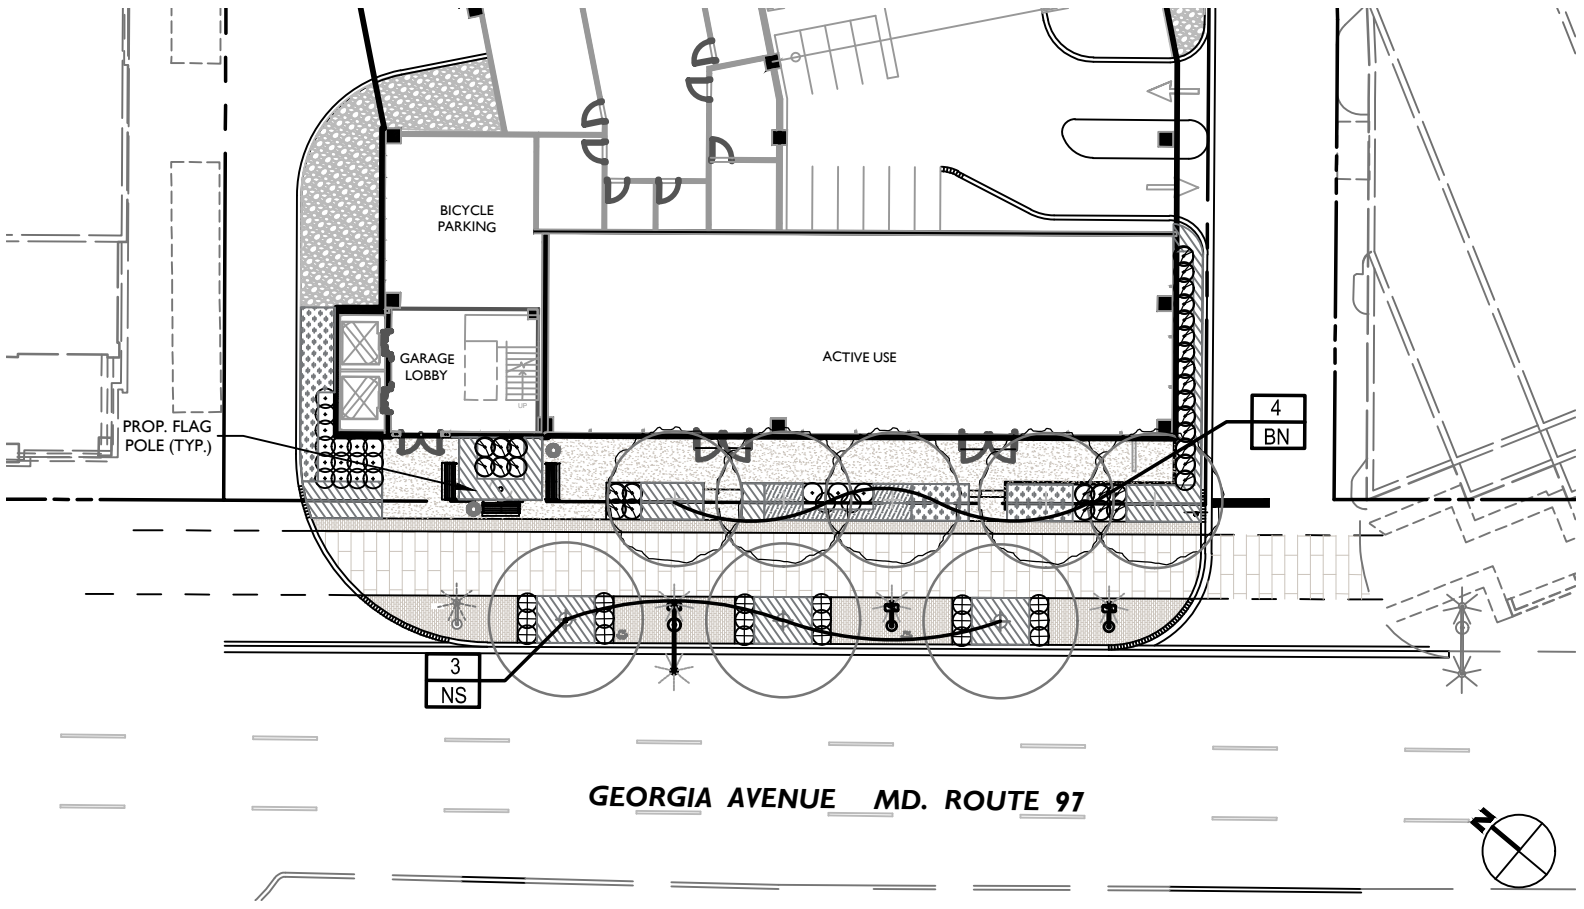 BICYCLE
PARKING
GARAGE
LOBBY
UP
ACTIVE USE
PROP. FLAG
POLE (TYP.)
4
BN
3
NS
GEORGIA AVENUE MD. ROUTE 97
N